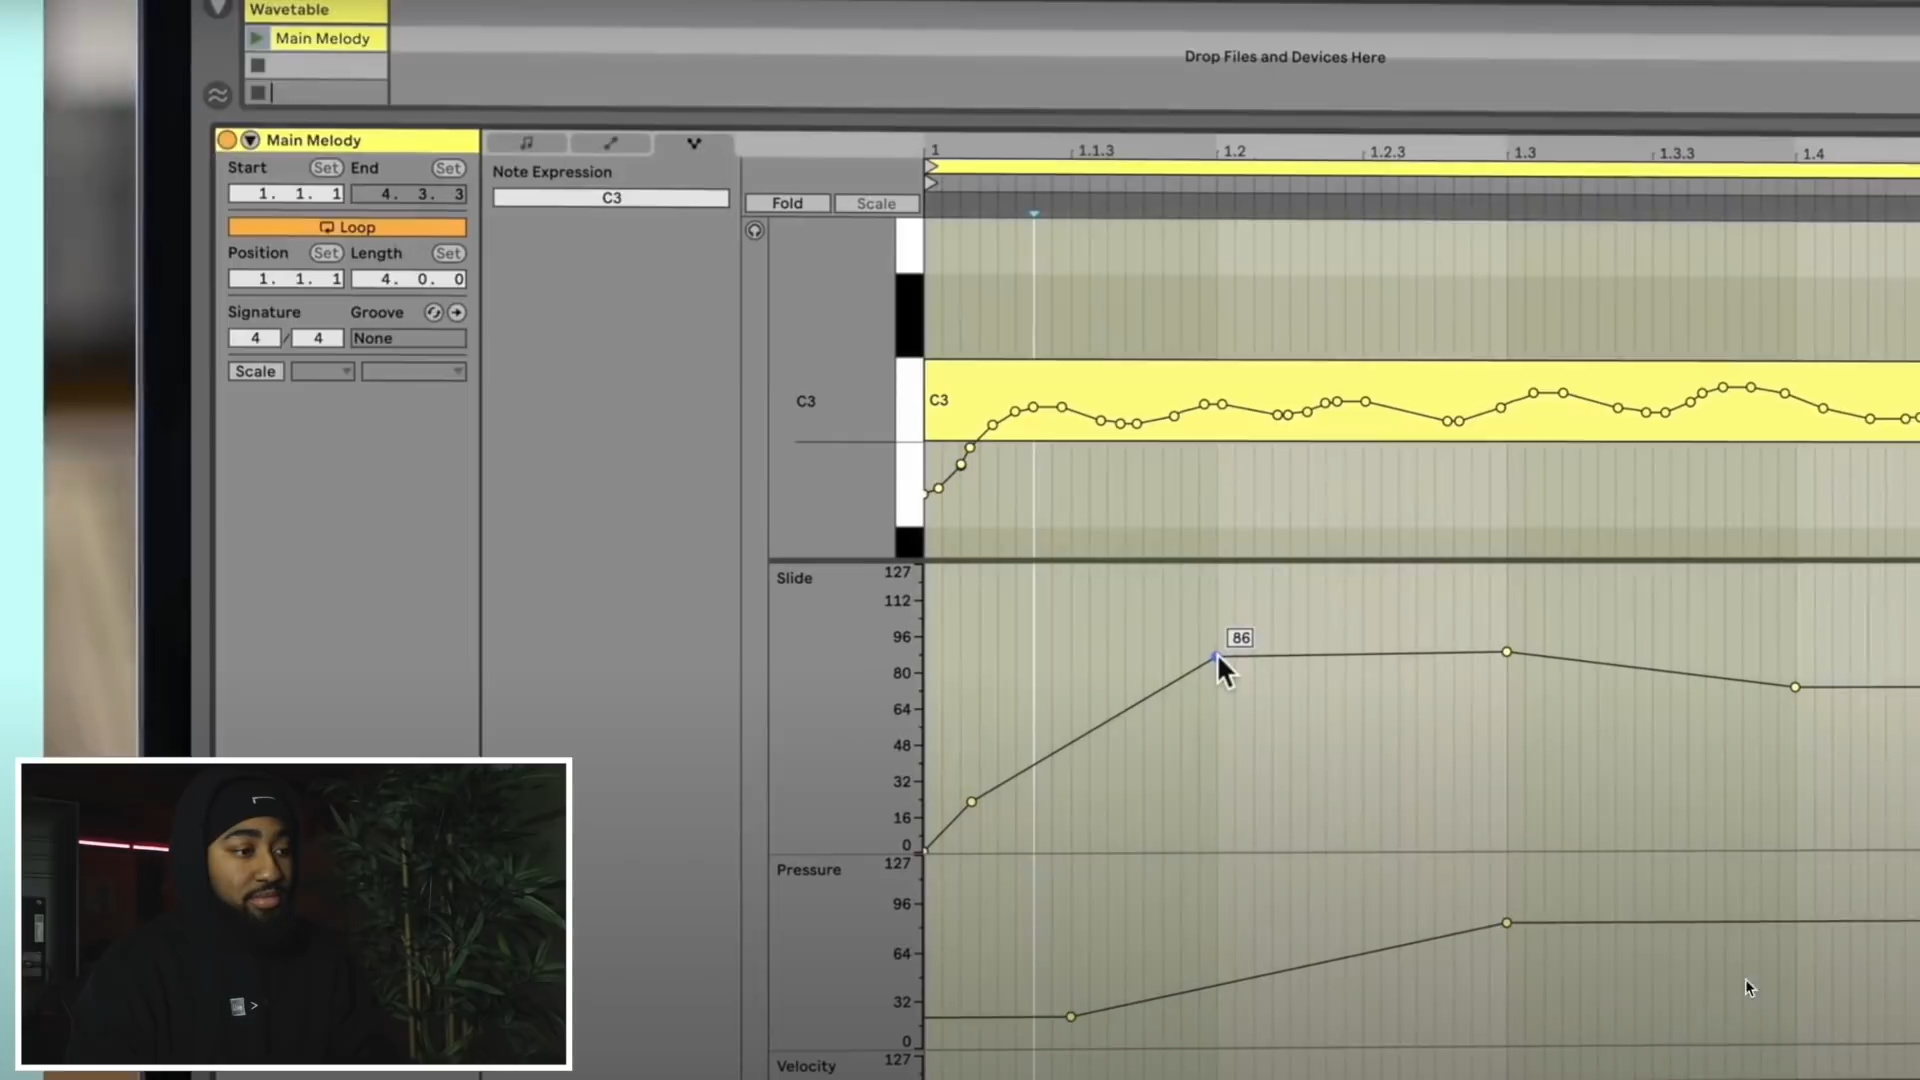 Wavetable
Main Melody
Drop Files and Devices Here
Main Melody
Start Set End Set
1. 1. 1 4. 3. 3
Loop
Position Set Length Set
1. 1. 1 4. 0. 0
Signature Groove
4 / 4 None
Scale
Note Expression
C3
Fold Scale
1 1.1.3 1.2 1.2.3 1.3 1.3.3 1.4
C3 C3
Slide
127
112
96
80
64
48
32
16
0
86
Pressure
127
96
64
32
0
Velocity
127